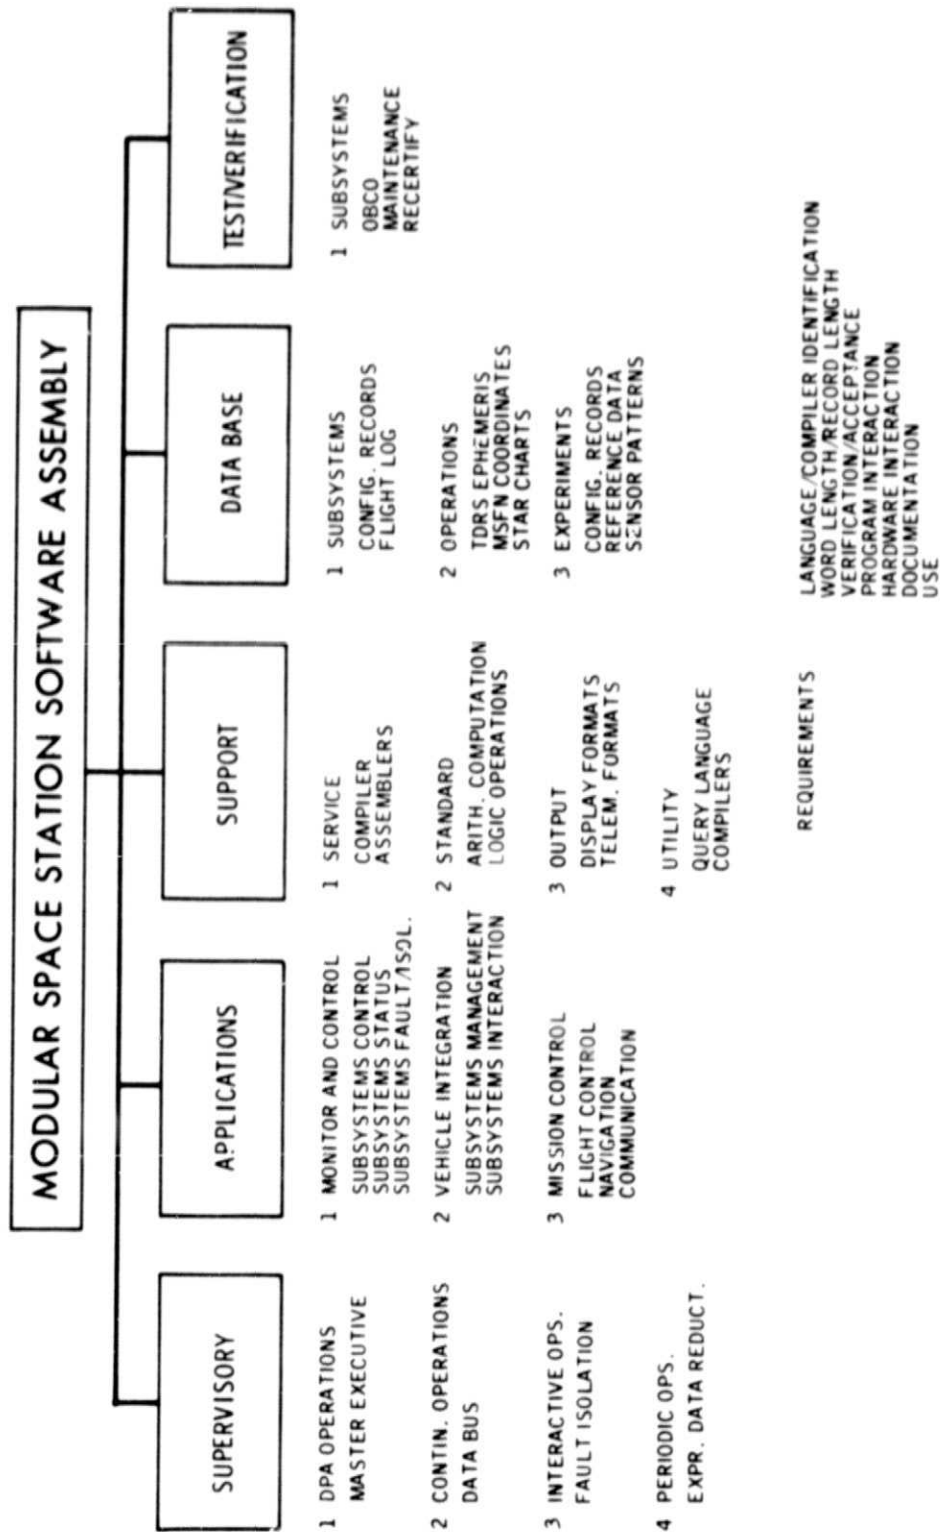 MODULAR SPACE STATION SOFTWARE ASSEMBLY
SUPERVISORY
1 DPA OPERATIONS
MASTER EXECUTIVE
2 CONTIN. OPERATIONS
DATA BUS
3 INTERACTIVE OPS.
FAULT ISOLATION
4 PERIODIC OPS.
EXPR. DATA REDUCT.
APPLICATIONS
1 MONITOR AND CONTROL
SUBSYSTEMS CONTROL
SUBSYSTEMS STATUS
SUBSYSTEMS FAULT/ISOL.
2 VEHICLE INTEGRATION
SUBSYSTEMS MANAGEMENT
SUBSYSTEMS INTERACTION
3 MISSION CONTROL
FLIGHT CONTROL
NAVIGATION
COMMUNICATION
SUPPORT
1 SERVICE
COMPILER
ASSEMBLERS
2 STANDARD
ARITH. COMPUTATION
LOGIC OPERATIONS
3 OUTPUT
DISPLAY FORMATS
TELEM. FORMATS
4 UTILITY
QUERY LANGUAGE
COMPILERS
DATA BASE
1 SUBSYSTEMS
CONFIG. RECORDS
FLIGHT LOG
2 OPERATIONS
TDRS EPHEMERIS
MSFN COORDINATES
STAR CHARTS
3 EXPERIMENTS
CONFIG. RECORDS
REFERENCE DATA
SENSOR PATTERNS
TEST/VERIFICATION
1 SUBSYSTEMS
OBCO
MAINTENANCE
RECERTIFY
REQUIREMENTS
LANGUAGE/COMPILER IDENTIFICATION
WORD LENGTH/RECORD LENGTH
VERIFICATION/ACCEPTANCE
PROGRAM INTERACTION
HARDWARE INTERACTION
DOCUMENTATION
USE